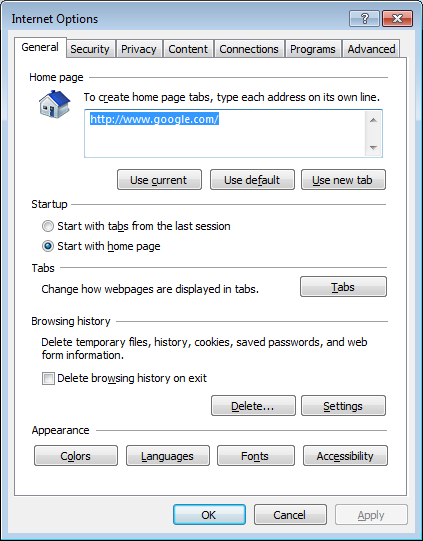 Internet Options
General Security Privacy Content Connections Programs Advanced
Home page
To create home page tabs, type each address on its own line.
http://www.google.com/
Use current Use default Use new tab
Startup
Start with tabs from the last session
Start with home page
Tabs
Change how webpages are displayed in tabs. Tabs
Browsing history
Delete temporary files, history, cookies, saved passwords, and web
form information.
Delete browsing history on exit
Delete... Settings
Appearance
Colors Languages Fonts Accessibility
OK Cancel Apply